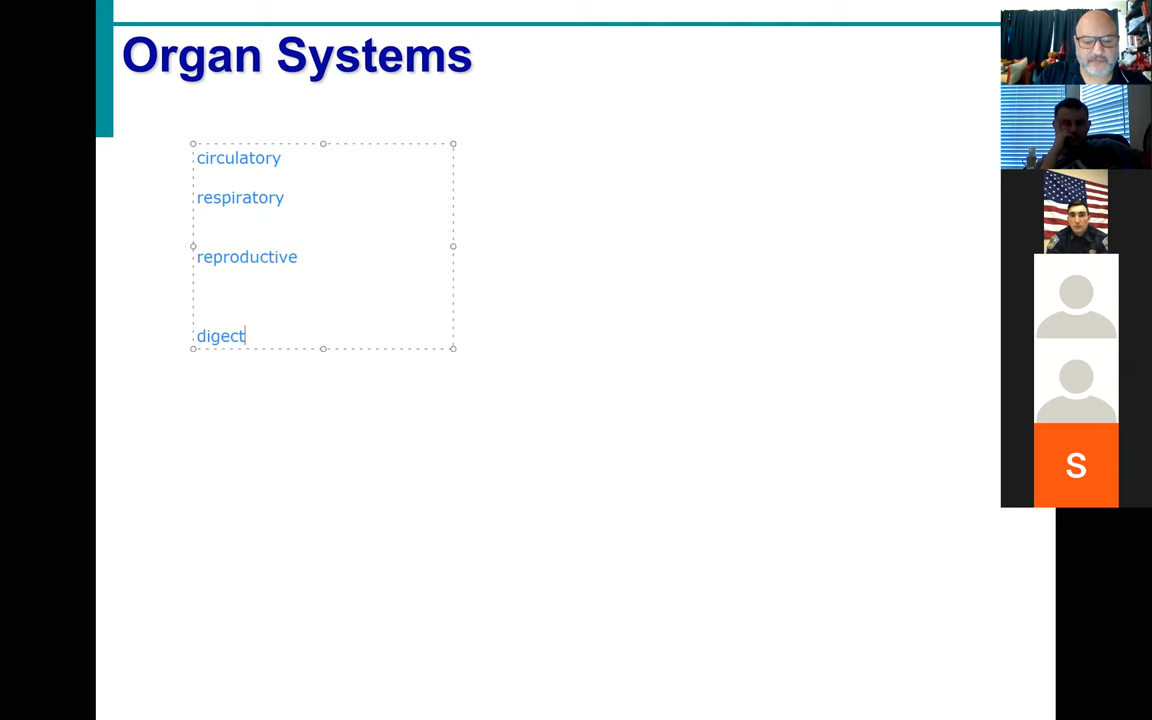 Organ Systems
circulatory
respiratory
reproductive
digect
S